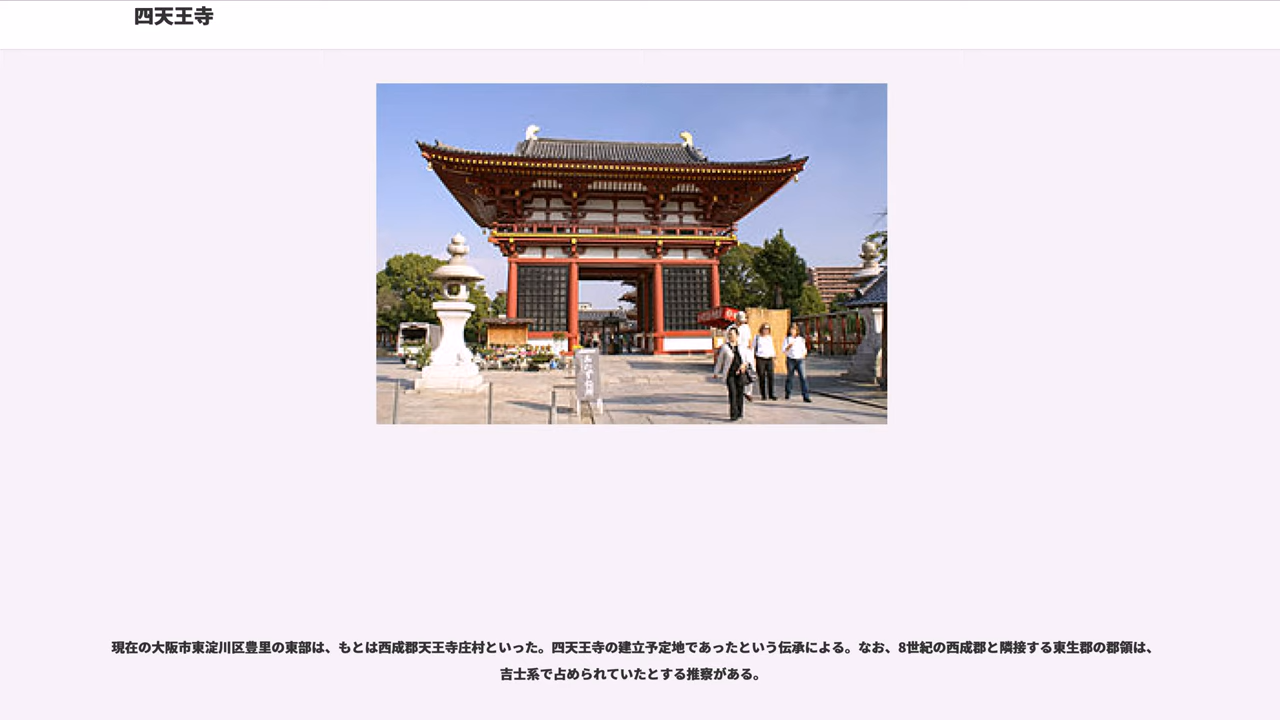 四天王寺
現在の大阪市東淀川区豊里の東部は、もとは西成郡天王寺庄村といった。四天王寺の建立予定地であったという伝承による。なお、8世紀の西成郡と隣接する東生郡の郡領は、
吉士系で占められていたとする推察がある。